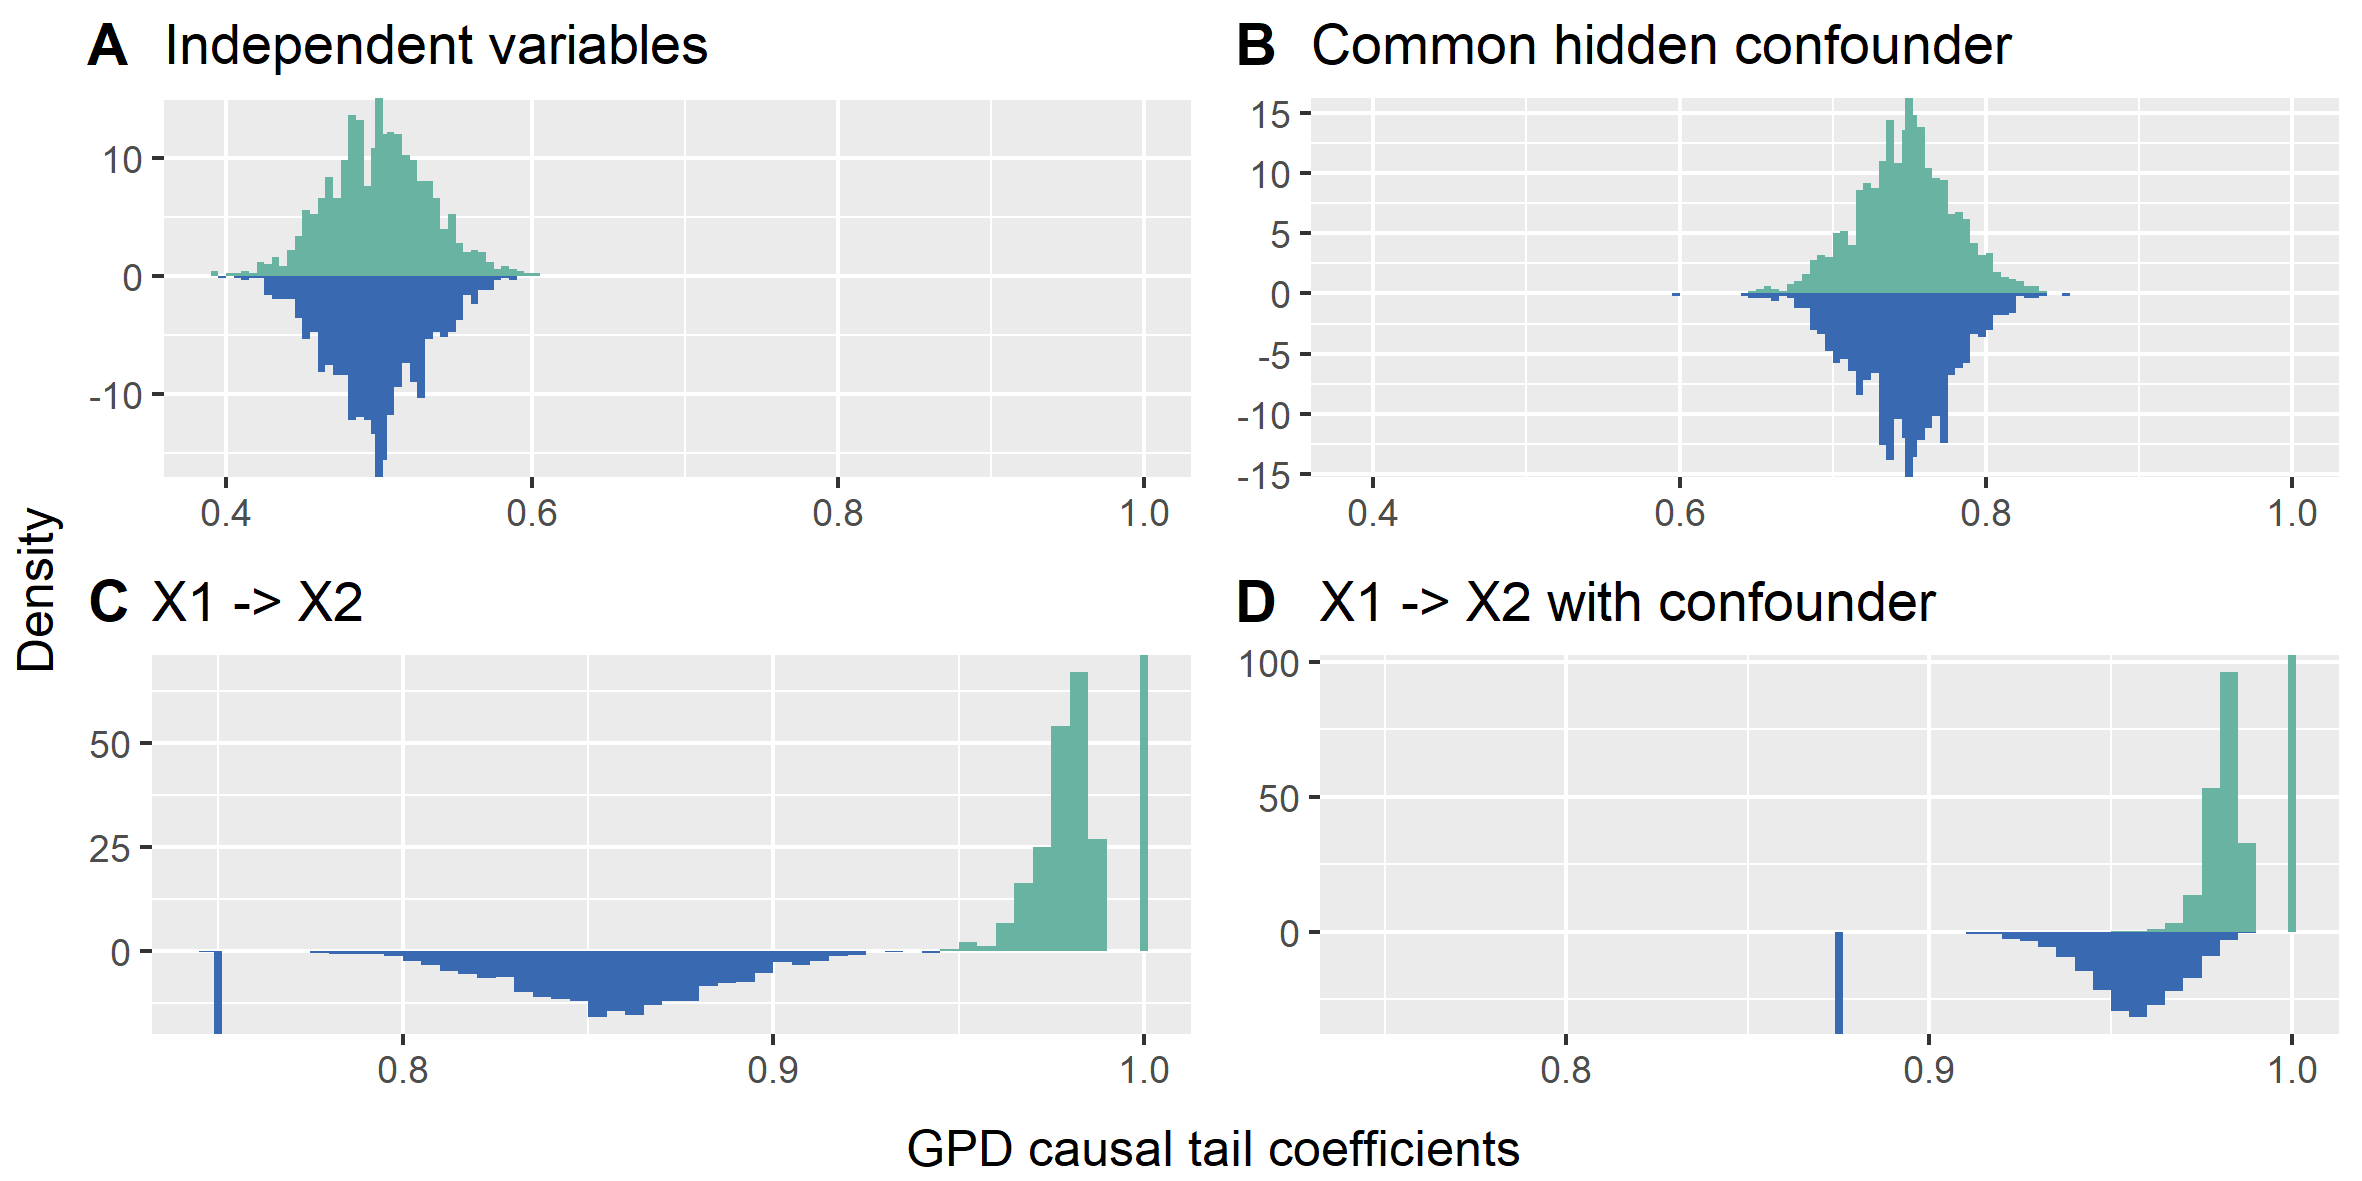 A Independent variables
10
0
-10
0.4 0.6 0.8 1.0
B Common hidden confounder
15
10
5
0
-5
-10
-15
0.4 0.6 0.8 1.0
Density
C X1 -> X2
50
25
0
0.8 0.9 1.0
D X1 -> X2 with confounder
100
50
0
0.8 0.9 1.0
GPD causal tail coefficients